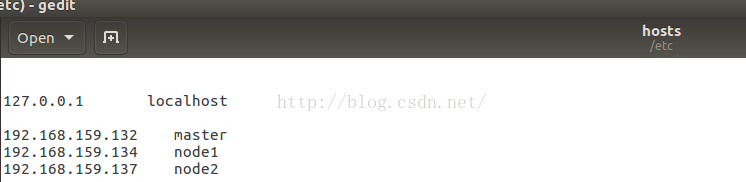 etc) - gedit
Open
hosts
/etc
127.0.0.1 localhost http://blog.csdn.net/
192.168.159.132 master
192.168.159.134 node1
192.168.159.137 node2